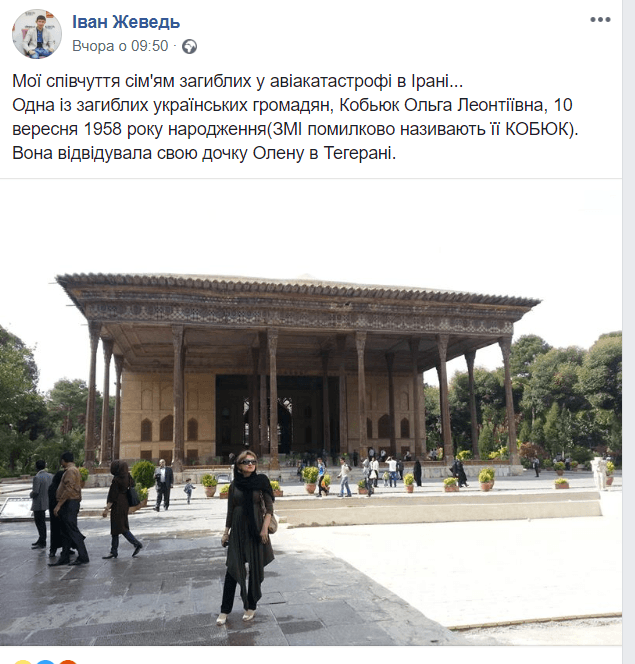 Іван Жеведь
Вчора о 09:50 ·
Мої співчуття сім'ям загиблих у авіакатастрофі в Ірані...
Одна із загиблих українських громадян, Кобьюк Ольга Леонтіївна, 10
вересня 1958 року народження(ЗМІ помилково називають її КОБЮК).
Вона відвідувала свою дочку Олену в Тегерані.